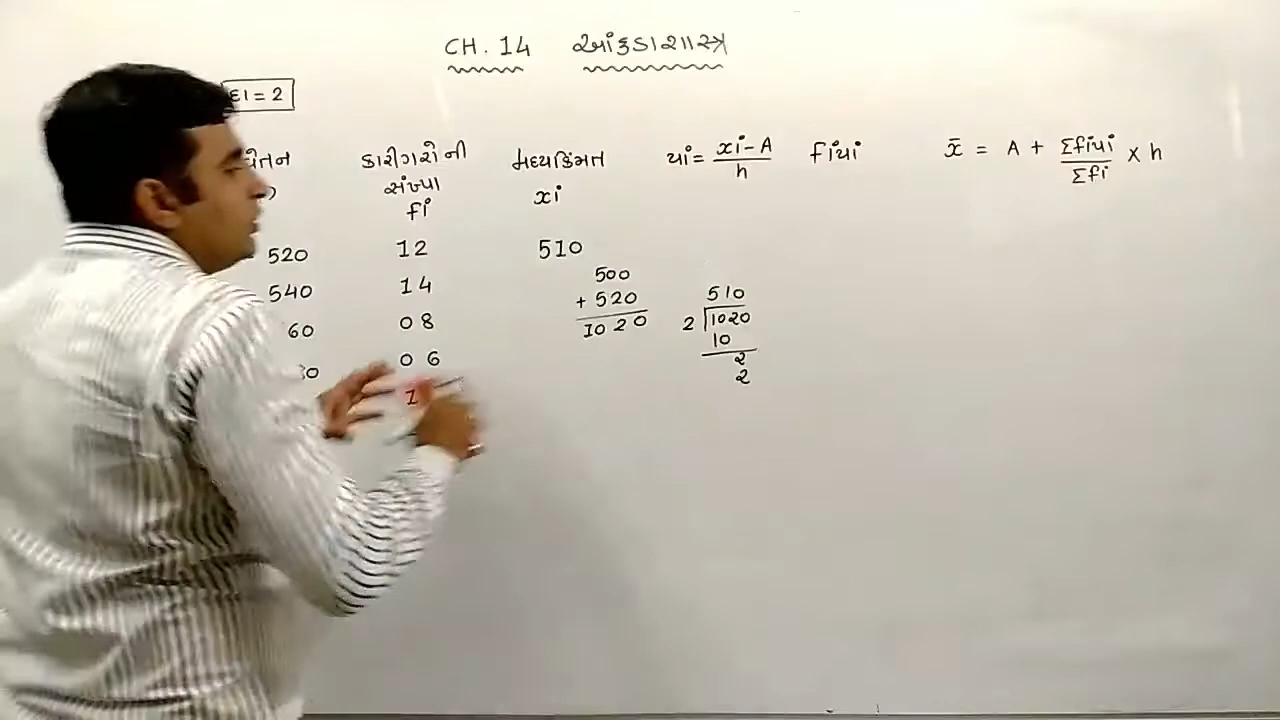 CH. 14 આંકડાશાસ્ત્ર
દા = 2
કારીગરોની સંખ્યા fi
મધ્યકિંમત xi
ui = xi - A / h
fiui
x̄ = A + Σfiui / Σfi × h
520 12 510
540 14
60 08
06
500
+ 520
1020
510
2 1020
10
2
2